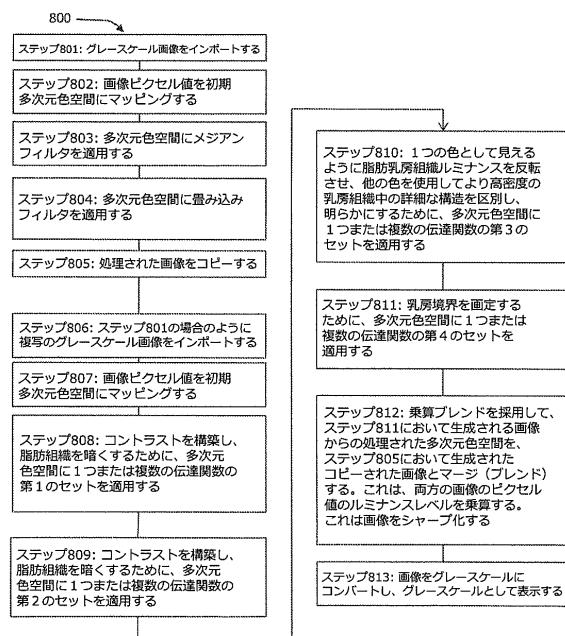 800
ステップ801: グレースケール画像をインポートする
ステップ802: 画像ピクセル値を初期
多次元色空間にマッピングする
ステップ803: 多次元色空間にメジアン
フィルタを適用する
ステップ804: 多次元色空間に畳み込み
フィルタを適用する
ステップ805: 処理された画像をコピーする
ステップ806: ステップ801の場合のように
複写のグレースケール画像をインポートする
ステップ807: 画像ピクセル値を初期
多次元色空間にマッピングする
ステップ808: コントラストを構築し、
脂肪組織を暗くするために、多次元
色空間に1つまたは複数の伝達関数の
第1のセットを適用する
ステップ809: コントラストを構築し、
脂肪組織を暗くするために、多次元
色空間に1つまたは複数の伝達関数の
第2のセットを適用する
ステップ810: 1つの色として見える
ように脂肪乳房組織ルミナンスを反転
させ、他の色を使用してより高密度の
乳房組織中の詳細な構造を区別し、
明らかにするために、多次元色空間に
1つまたは複数の伝達関数の第3の
セットを適用する
ステップ811: 乳房境界を画定する
ために、多次元色空間に1つまたは
複数の伝達関数の第4のセットを
適用する
ステップ812: 乗算ブレンドを採用して、
ステップ811において生成される画像
からの処理された多次元色空間を、
ステップ805において生成された
コピーされた画像とマージ（ブレンド）
する。これは、両方の画像のピクセル
値のルミナンスレベルを乗算する。
これは画像をシャープ化する
ステップ813: 画像をグレースケールに
コンバートし、グレースケールとして表示する